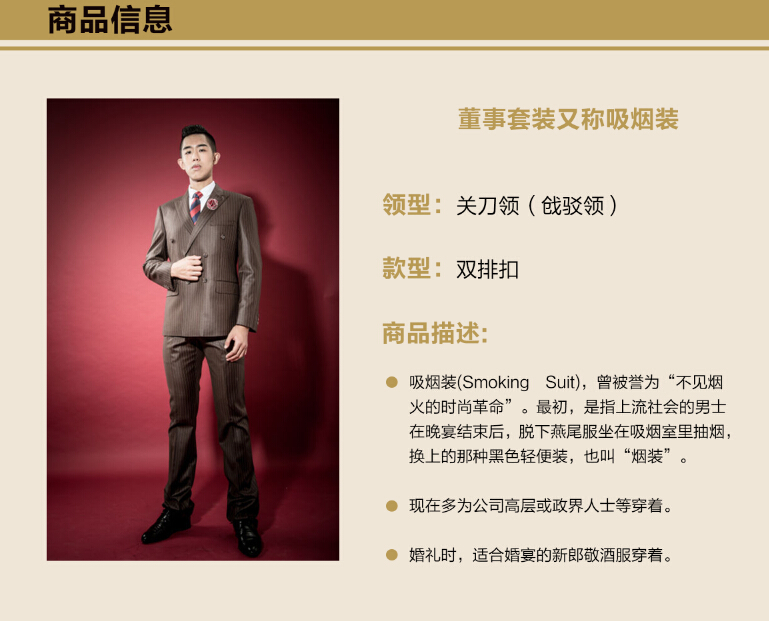 商品信息
董事套装又称吸烟装
领型：关刀领（戗驳领）
款型：双排扣
商品描述:
吸烟装(Smoking Suit)，曾被誉为“不见烟
火的时尚革命”。最初，是指上流社会的男士
在晚宴结束后，脱下燕尾服坐在吸烟室里抽烟，
换上的那种黑色轻便装，也叫“烟装”。
现在多为公司高层或政界人士等穿着。
婚礼时，适合婚宴的新郎敬酒服穿着。